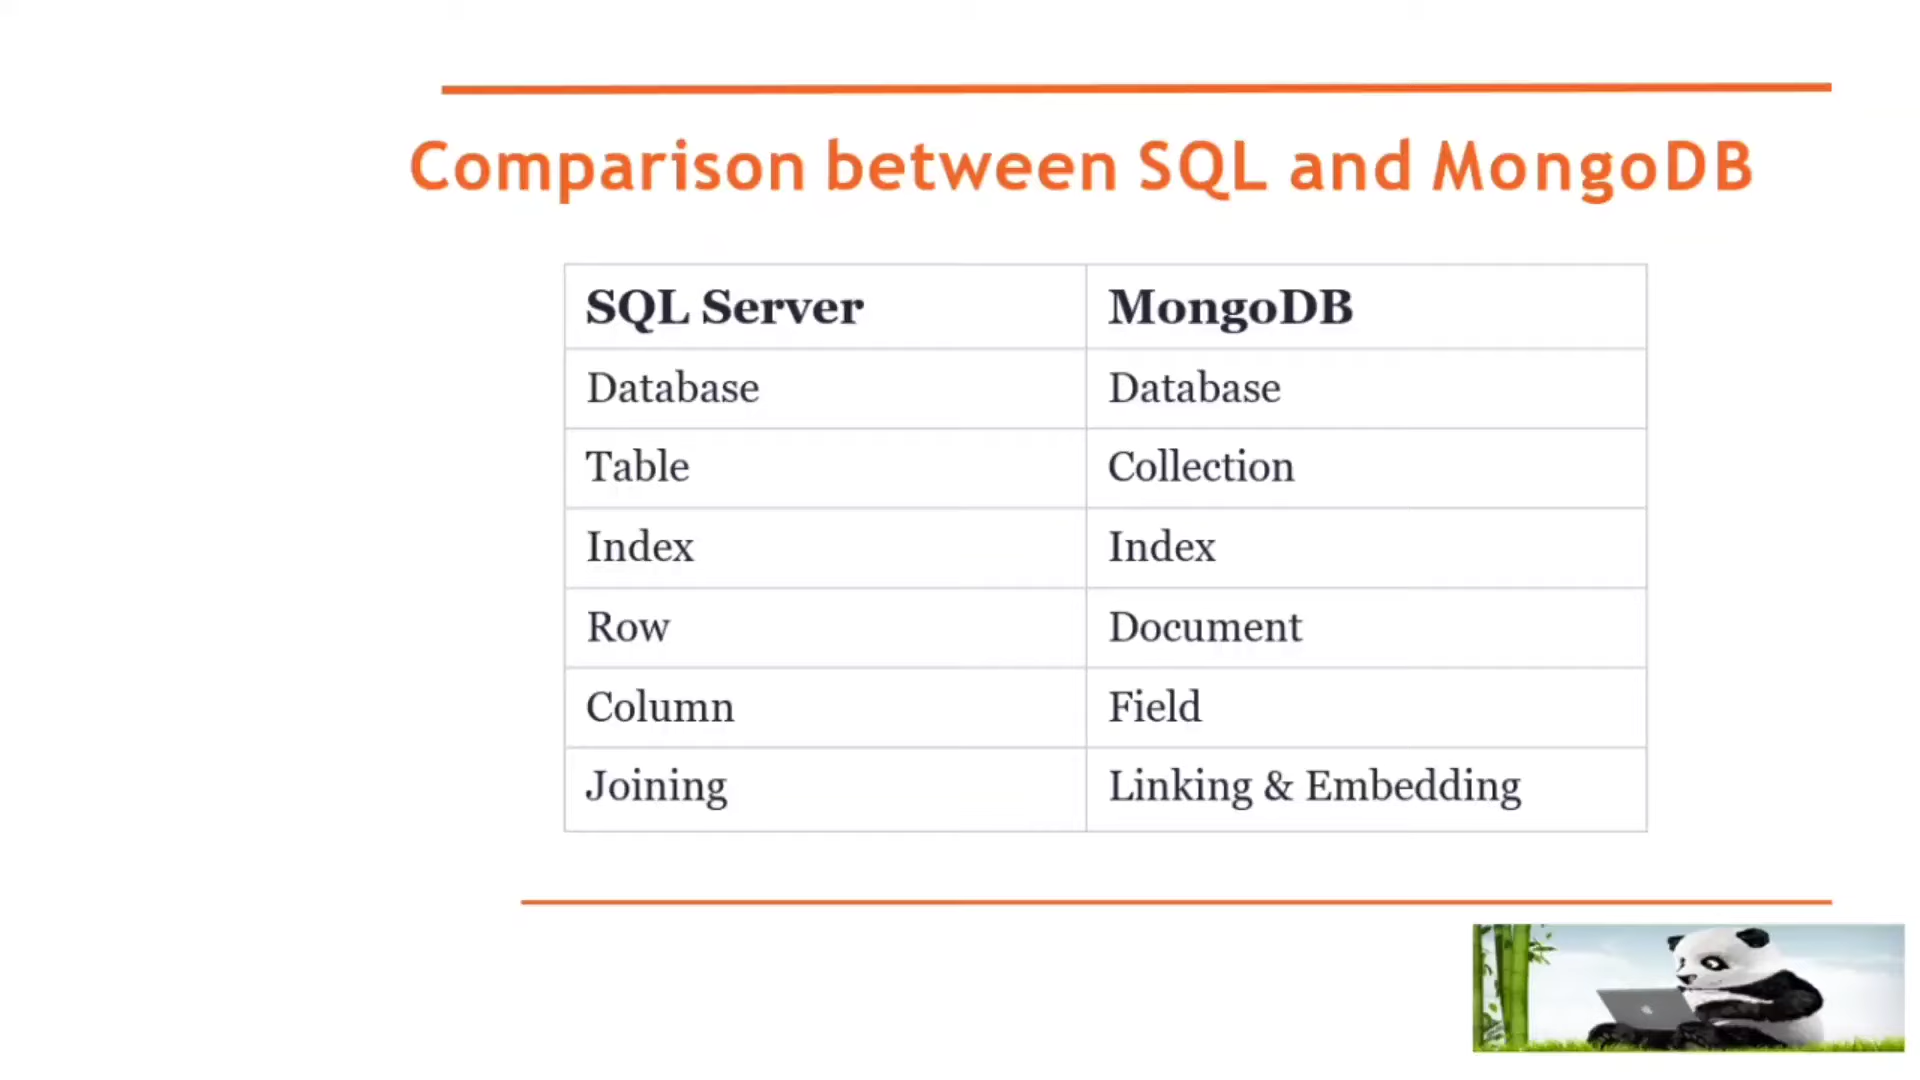 Comparison between SQL and MongoDB
SQL Server MongoDB
Database Database
Table Collection
Index Index
Row Document
Column Field
Joining Linking & Embedding